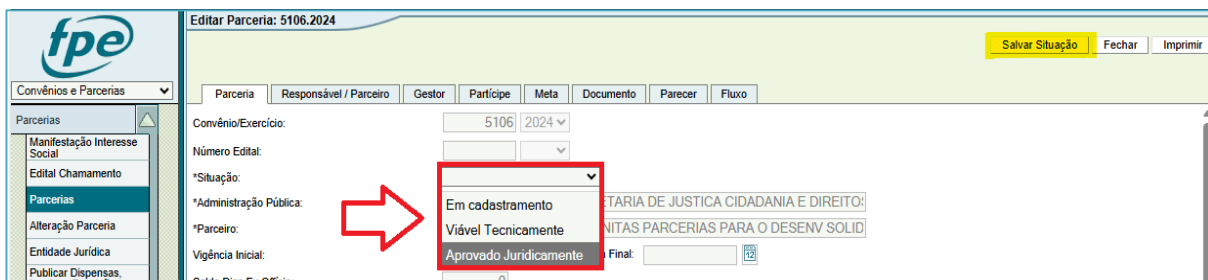 Editar Parceria: 5106.2024
fpe
Salvar Situação Fechar Imprimir
Convênios e Parcerias
Parceria Responsável / Parceiro Gestor Partícipe Meta Documento Parecer Fluxo
Parcerias
Convênio/Exercício: 5106 2024
Manifestação Interesse
Social
Número Edital:
Edital Chamamento
*Situação:
Parcerias
*Administração Pública: Em cadastramento ETARIA DE JUSTICA CIDADANIA E DIREITO
Alteração Parceria
*Parceiro: Viável Tecnicamente NITAS PARCERIAS PARA O DESENV SOLID
Entidade Jurídica
Vigência Inicial: Aprovado Juridicamente Final: 12
Publicar Dispensas,